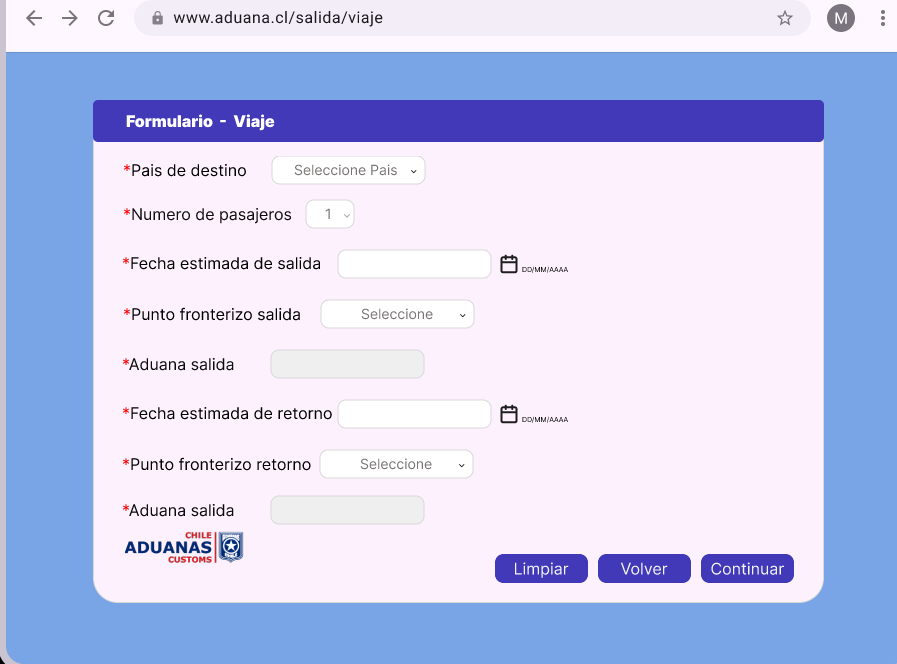 www.aduana.cl/salida/viaje
M
Formulario - Viaje
*Pais de destino Seleccione Pais
*Numero de pasajeros 1
*Fecha estimada de salida DD/MM/AAAA
*Punto fronterizo salida Seleccione
*Aduana salida
*Fecha estimada de retorno DD/MM/AAAA
*Punto fronterizo retorno Seleccione
*Aduana salida
CHILE
ADUANAS
CUSTOMS
Limpiar Volver Continuar